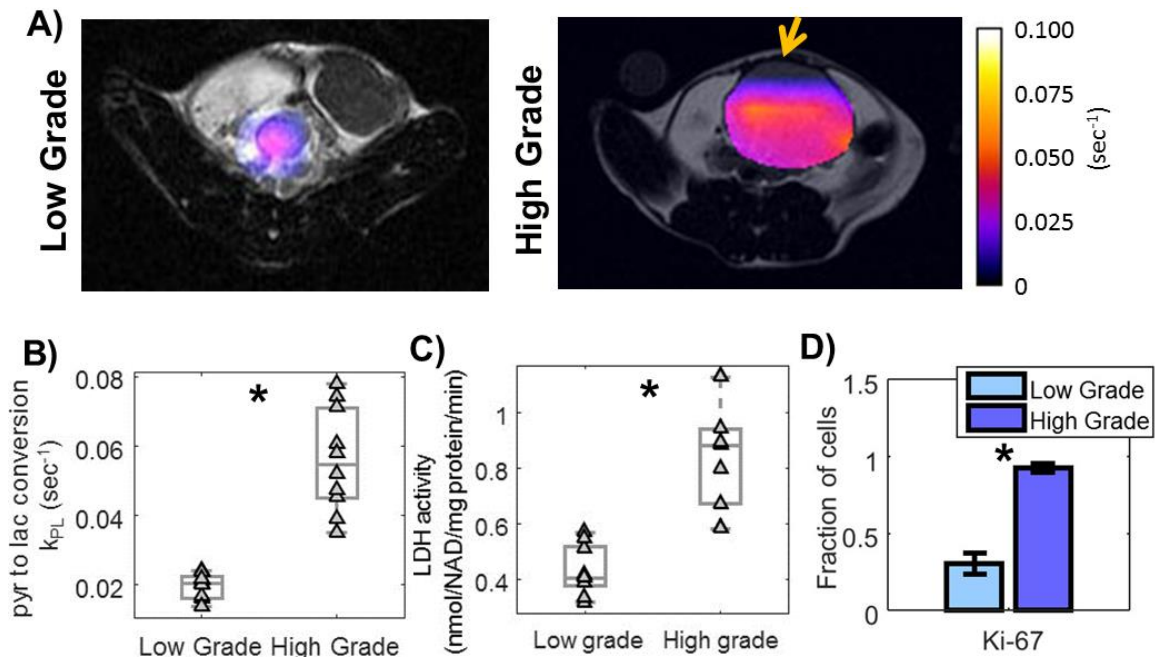 A)
Low Grade
High Grade
0.100
0.075
0.050
0.025
0
(sec⁻¹)
B)
pyr to lac conversion
k_PL (sec⁻¹)
0.08
0.06
0.04
0.02
*
Low Grade High Grade
C)
LDH activity
(nmol/NAD/mg protein/min)
1
0.8
0.6
0.4
*
Low grade High grade
D)
Fraction of cells
1.5
1
0.5
0
Low Grade
High Grade
*
Ki-67